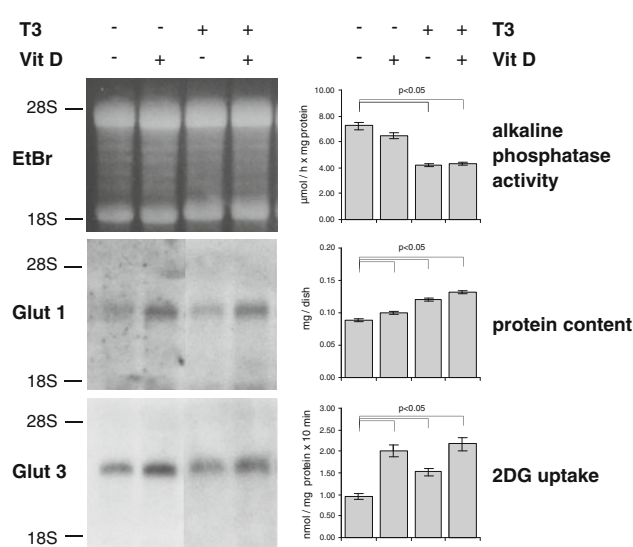 T3 - - + + - - + + T3
Vit D - + - + - + - + Vit D
28S
EtBr
18S
28S
Glut 1
18S
28S
Glut 3
18S
p<0.05
10.00
8.00
6.00
4.00
2.00
0.00
µmol / h x mg protein
alkaline
phosphatase
activity
p<0.05
0.20
0.15
0.10
0.05
0.00
mg / dish
protein content
p<0.05
3.00
2.50
2.00
1.50
1.00
0.50
0.00
nmol / mg protein x 10 min
2DG uptake